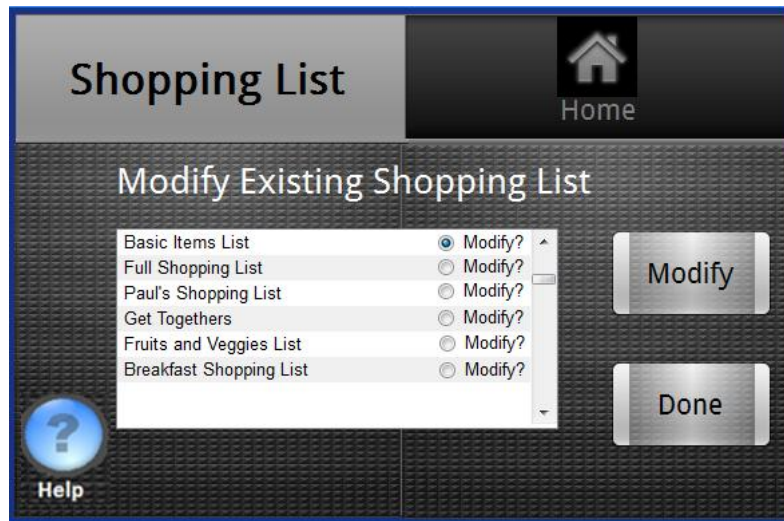 Shopping List
Home
Modify Existing Shopping List
Basic Items List Modify?
Full Shopping List Modify?
Paul's Shopping List Modify?
Get Togethers Modify?
Fruits and Veggies List Modify?
Breakfast Shopping List Modify?
Modify
Done
?
Help